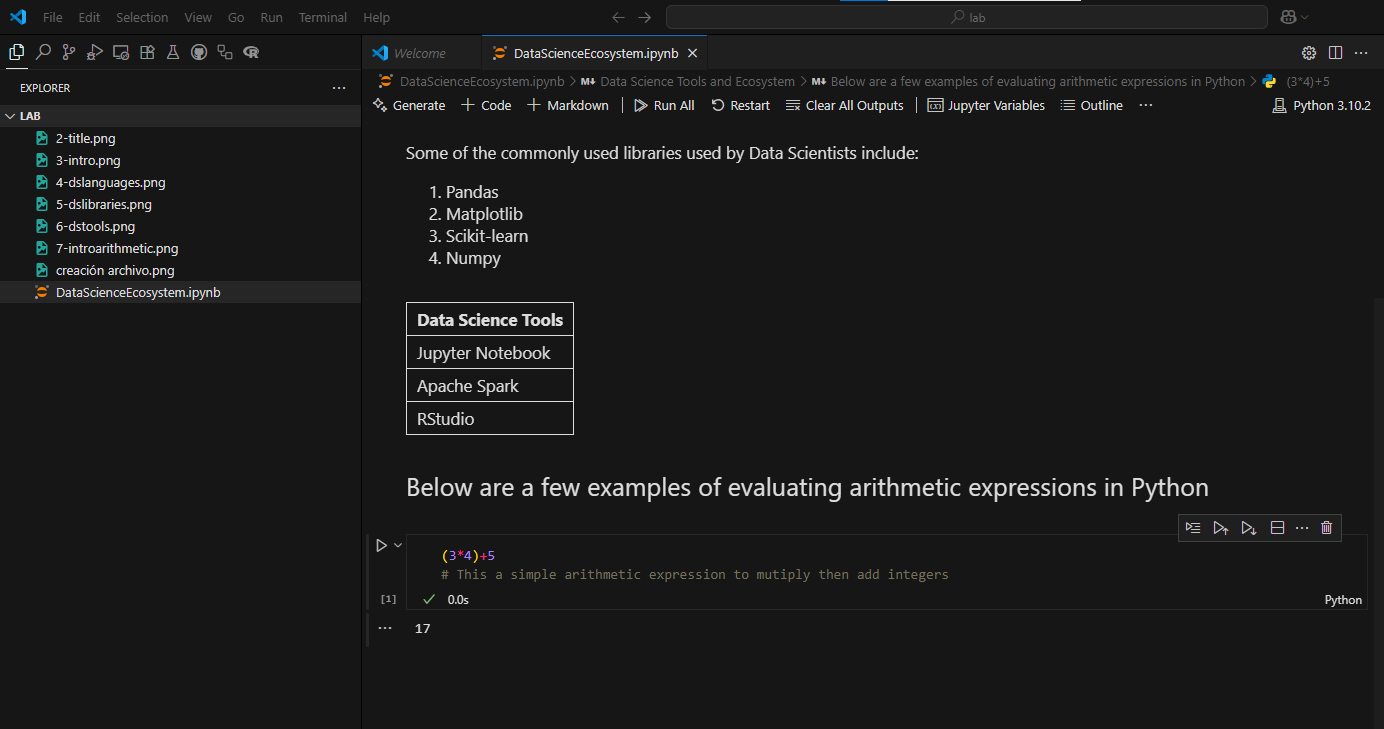 File Edit Selection View Go Run Terminal Help lab
EXPLORER ...
LAB
2-title.png
3-intro.png
4-dslanguages.png
5-dslibraries.png
6-dstools.png
7-introarithmetic.png
creación archivo.png
DataScienceEcosystem.ipynb
Welcome DataScienceEcosystem.ipynb
DataScienceEcosystem.ipynb > M↓ Data Science Tools and Ecosystem > M↓ Below are a few examples of evaluating arithmetic expressions in Python > (3*4)+5
Generate + Code + Markdown | Run All Restart Clear All Outputs | Jupyter Variables Outline ... Python 3.10.2
Some of the commonly used libraries used by Data Scientists include:
1. Pandas
2. Matplotlib
3. Scikit-learn
4. Numpy
Data Science Tools
Jupyter Notebook
Apache Spark
RStudio
Below are a few examples of evaluating arithmetic expressions in Python
(3*4)+5
# This a simple arithmetic expression to mutiply then add integers
[1] 0.0s Python
... 17